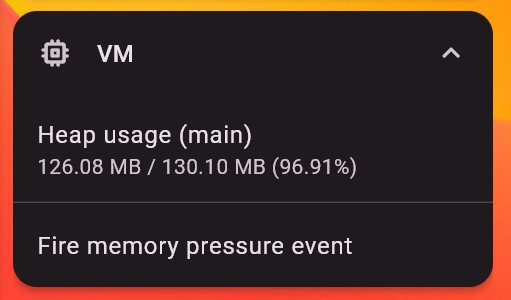 VM
Heap usage (main)
126.08 MB / 130.10 MB (96.91%)
Fire memory pressure event